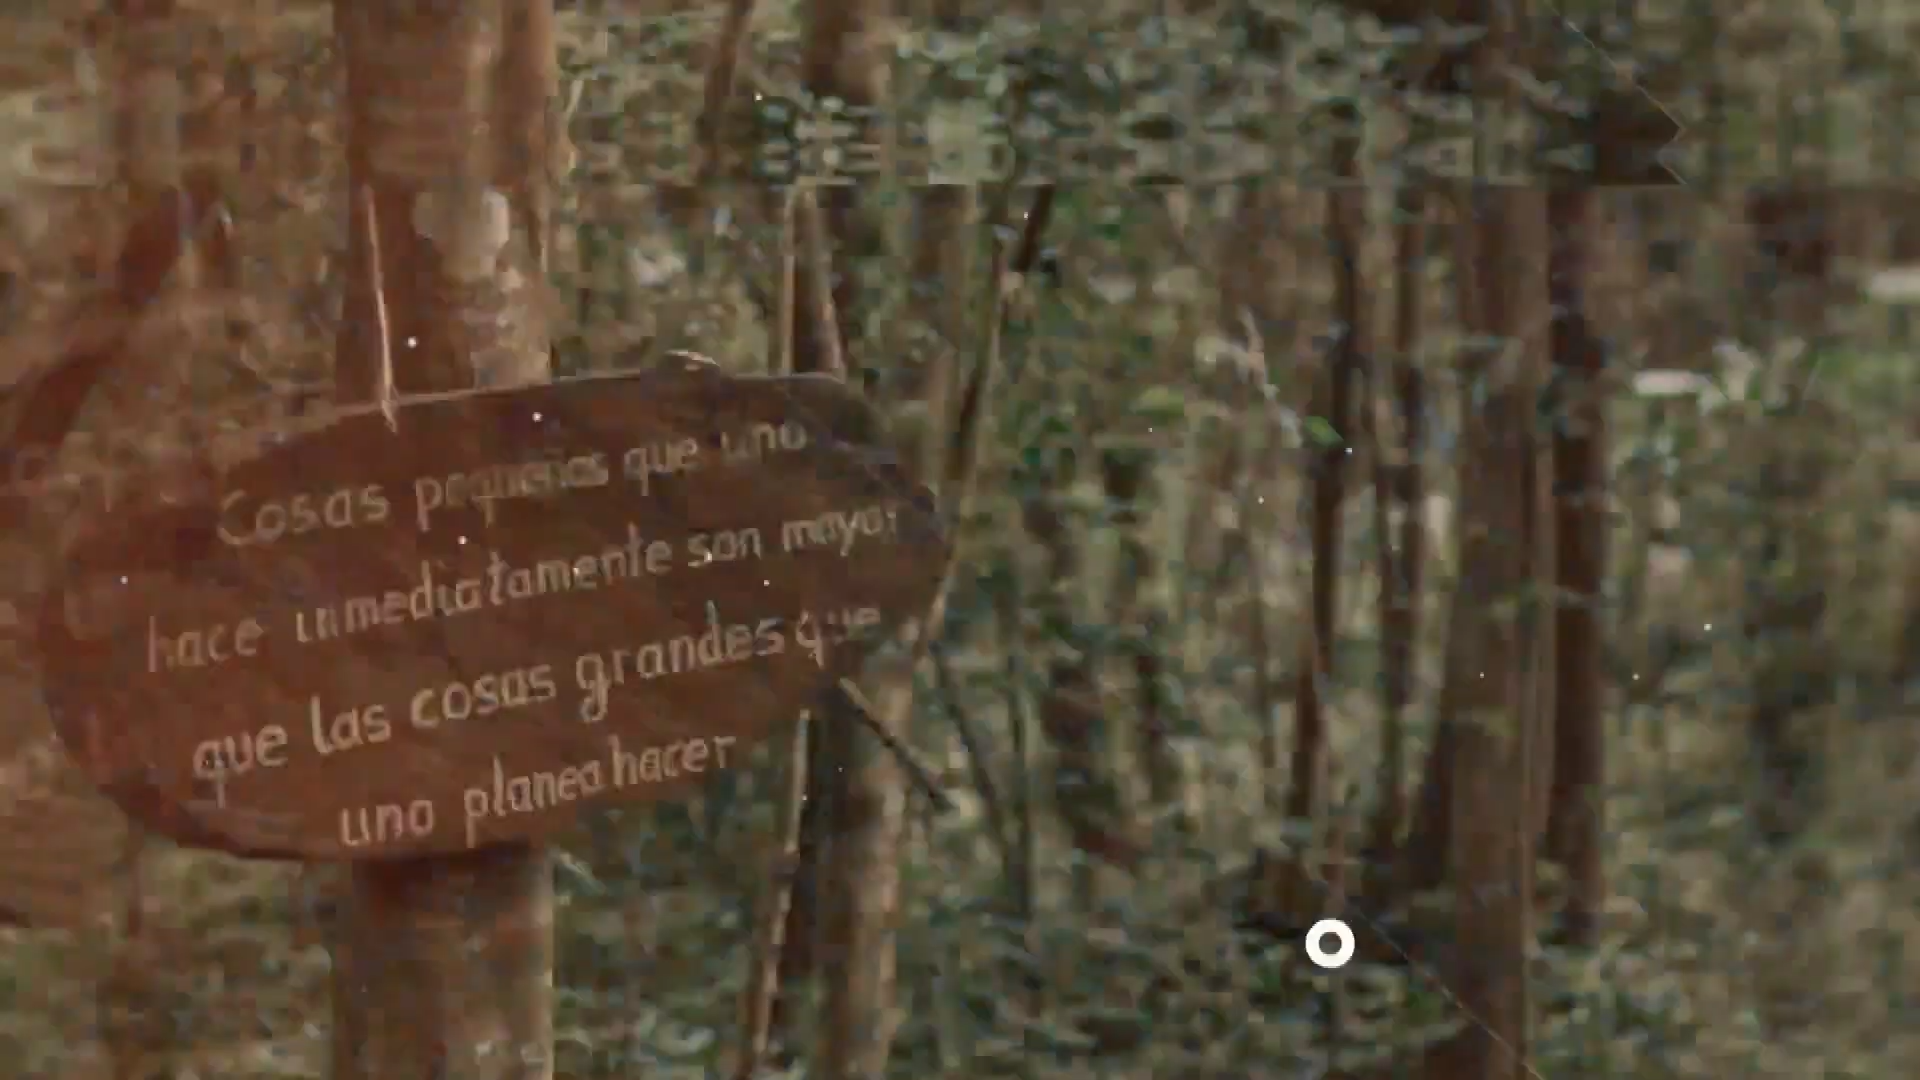 Cosas pequeñas que uno
hace inmediatamente son mayor
que las cosas grandes que
uno planea hacer